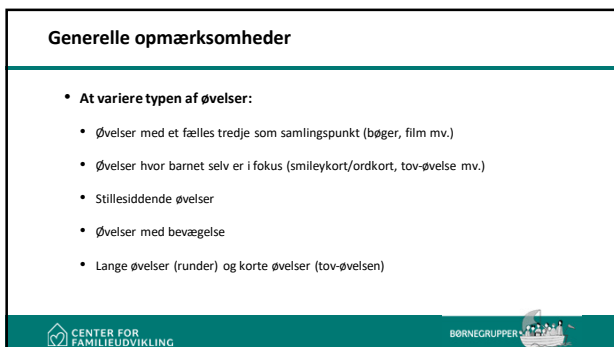 Generelle opmærksomheder
• At variere typen af øvelser:
• Øvelser med et fælles tredje som samlingspunkt (bøger, film mv.)
• Øvelser hvor barnet selv er i fokus (smileykort/ordkort, tov-øvelse mv.)
• Stillesiddende øvelser
• Øvelser med bevægelse
• Lange øvelser (runder) og korte øvelser (tov-øvelsen)
CENTER FOR
FAMILIEUDVIKLING
BØRNEGRUPPER